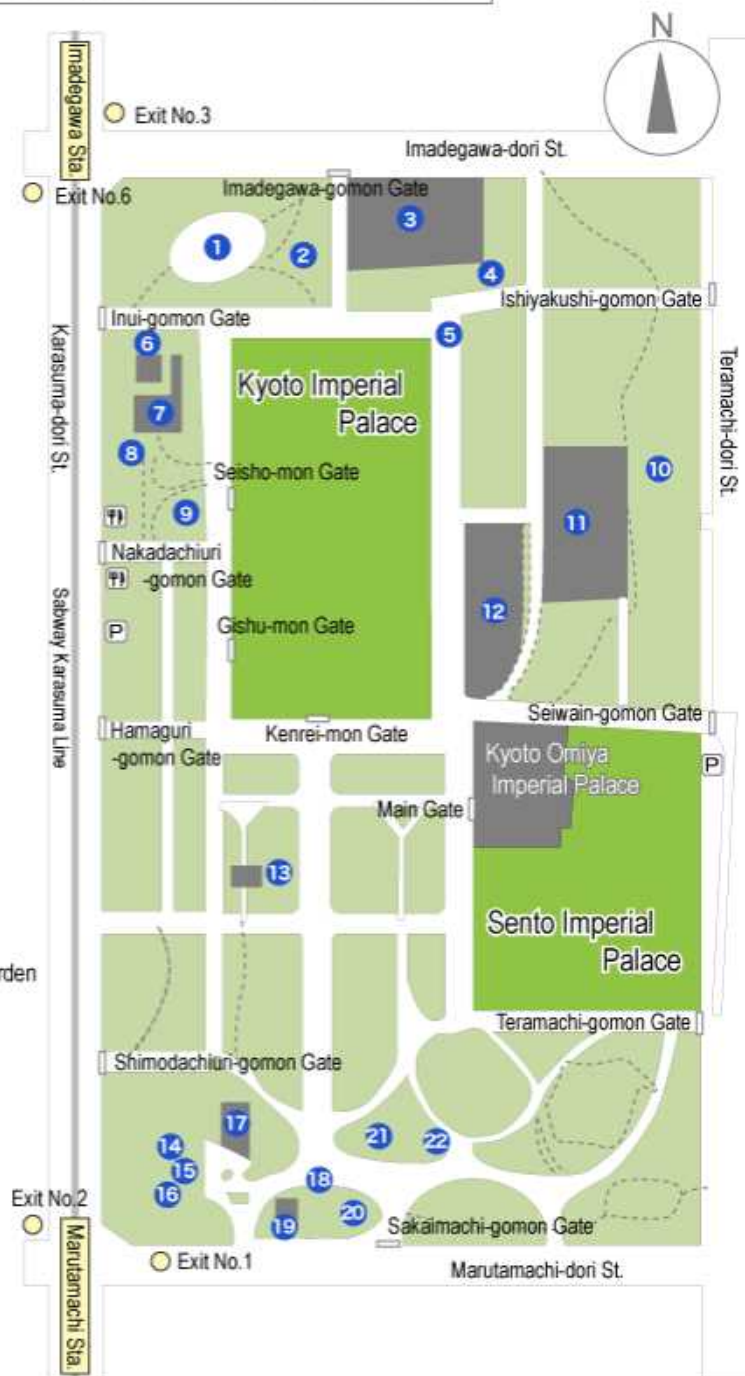 N
Imadegawa Sta.
Exit No.3
Imadegawa-dori St.
Exit No.6
Imadegawa-gomon Gate
3
1
2
4
Ishiyakushi-gomon Gate
Inui-gomon Gate
5
6
Karasuma-dori St.
Teramachi-dori St.
Kyoto Imperial
Palace
7
8
Seisho-mon Gate
10
9
11
Nakadachiuri
-gomon Gate
12
P
Gishu-mon Gate
Sabway Karasuma Line
Seiwain-gomon Gate
Hamaguri
-gomon Gate
Kenrei-mon Gate
Kyoto Omiya
Imperial Palace
P
Main Gate
13
Sento Imperial
Palace
rden
Teramachi-gomon Gate
Shimodachiuri-gomon Gate
17
14
21
22
15
16
18
Exit No.2
19
20
Sakaimachi-gomon Gate
Marutamachi Sta.
Exit No.1
Marutamachi-dori St.